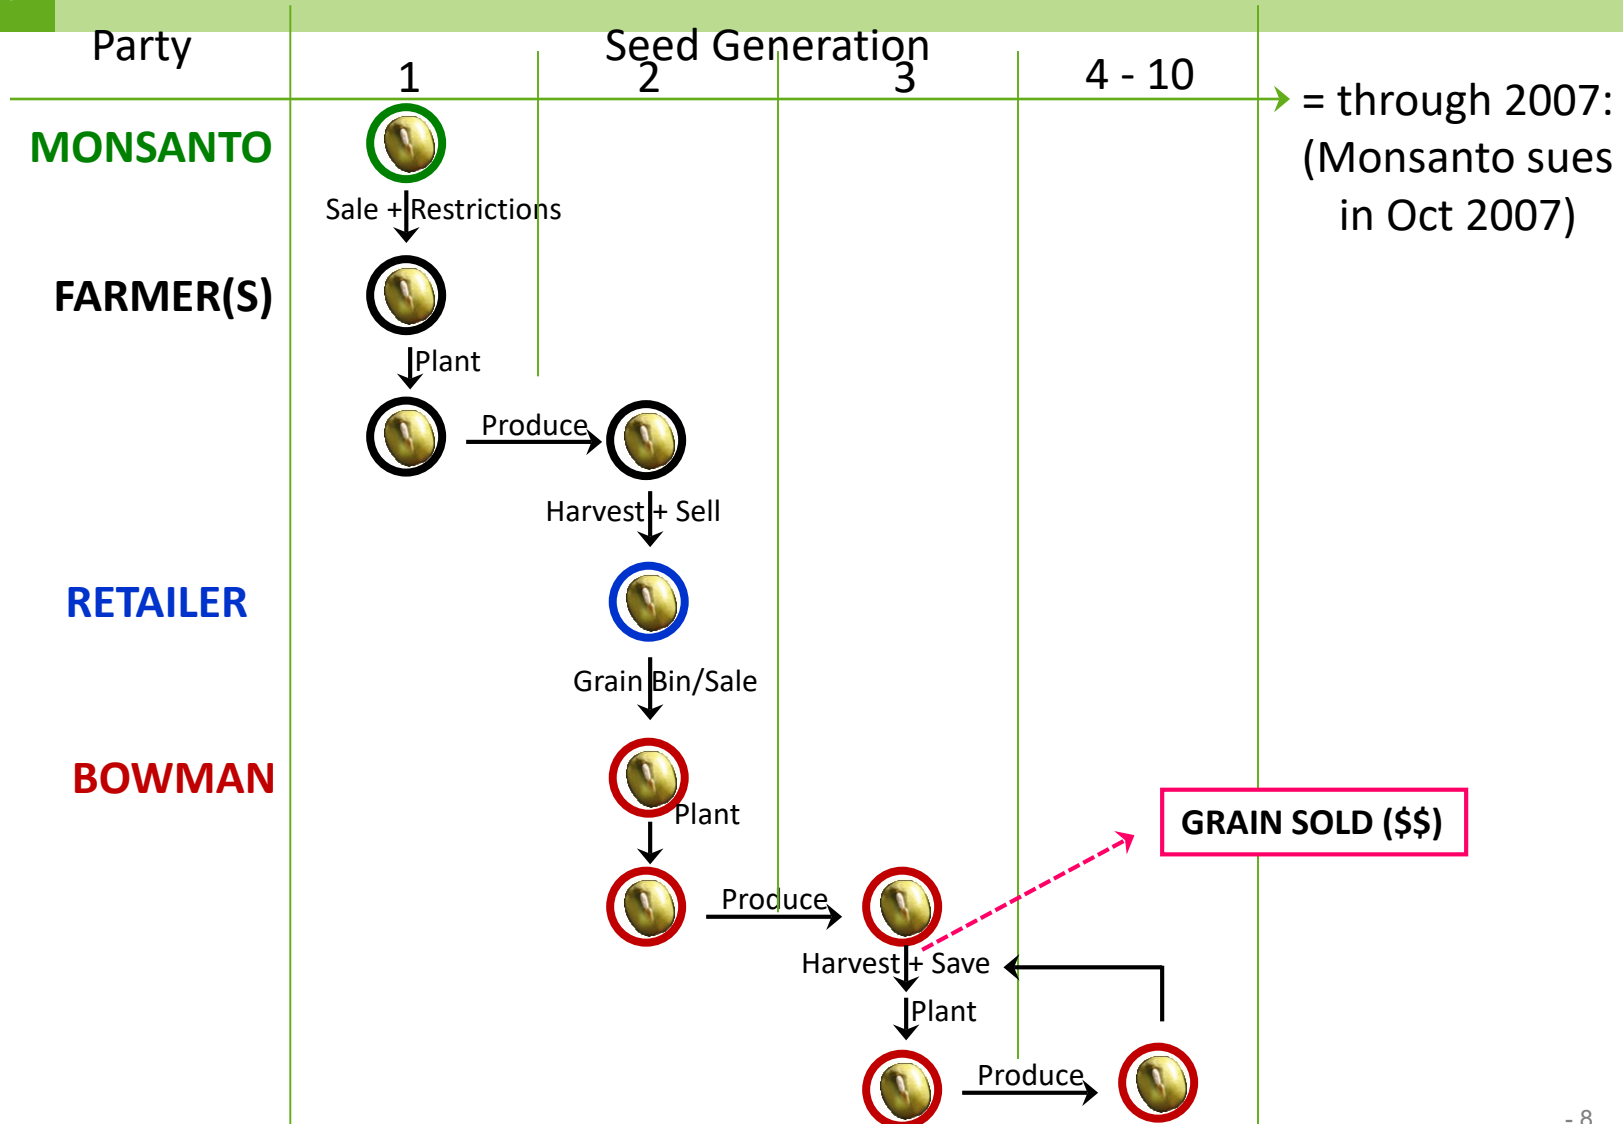 Party
Seed Generation
1
2
3
4 - 10
= through 2007:
(Monsanto sues
in Oct 2007)
MONSANTO
Sale + Restrictions
FARMER(S)
Plant
Produce
Harvest + Sell
RETAILER
Grain Bin/Sale
BOWMAN
Plant
GRAIN SOLD ($$)
Produce
Harvest + Save
Plant
Produce
- 8